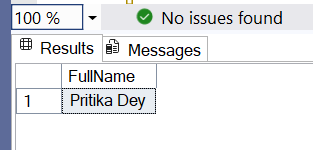 100 %
No issues found
Results
Messages
FullName
1
Pritika Dey